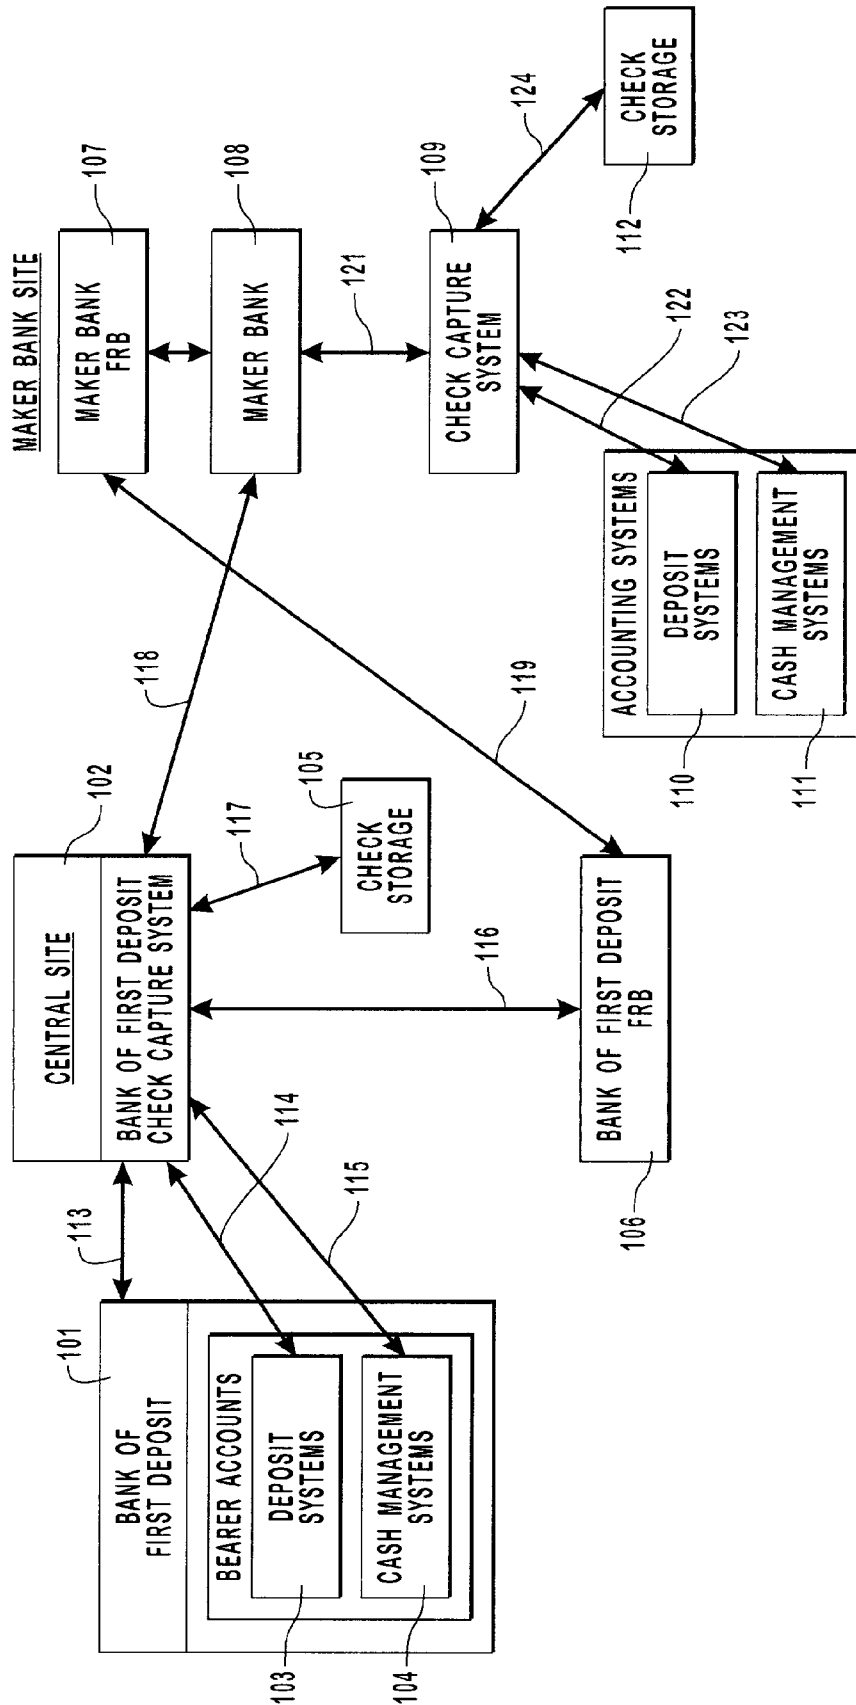 BANK OF
FIRST DEPOSIT
101
BEARER ACCOUNTS
DEPOSIT
SYSTEMS
103
CASH MANAGEMENT
SYSTEMS
104
113
114
115
CENTRAL SITE
102
BANK OF FIRST DEPOSIT
CHECK CAPTURE SYSTEM
117
CHECK
STORAGE
105
116
BANK OF FIRST DEPOSIT
FRB
106
118
119
MAKER BANK SITE
MAKER BANK
FRB
107
MAKER BANK
108
121
CHECK CAPTURE
SYSTEM
109
124
CHECK
STORAGE
112
122
123
ACCOUNTING SYSTEMS
DEPOSIT
SYSTEMS
110
CASH MANAGEMENT
SYSTEMS
111